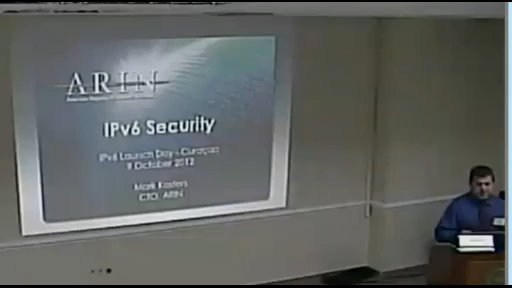 ARIN
IPv6 Security
IPv6 Launch Day - Curaçao
9 October 2012
Mark Kosters
CTO, ARIN